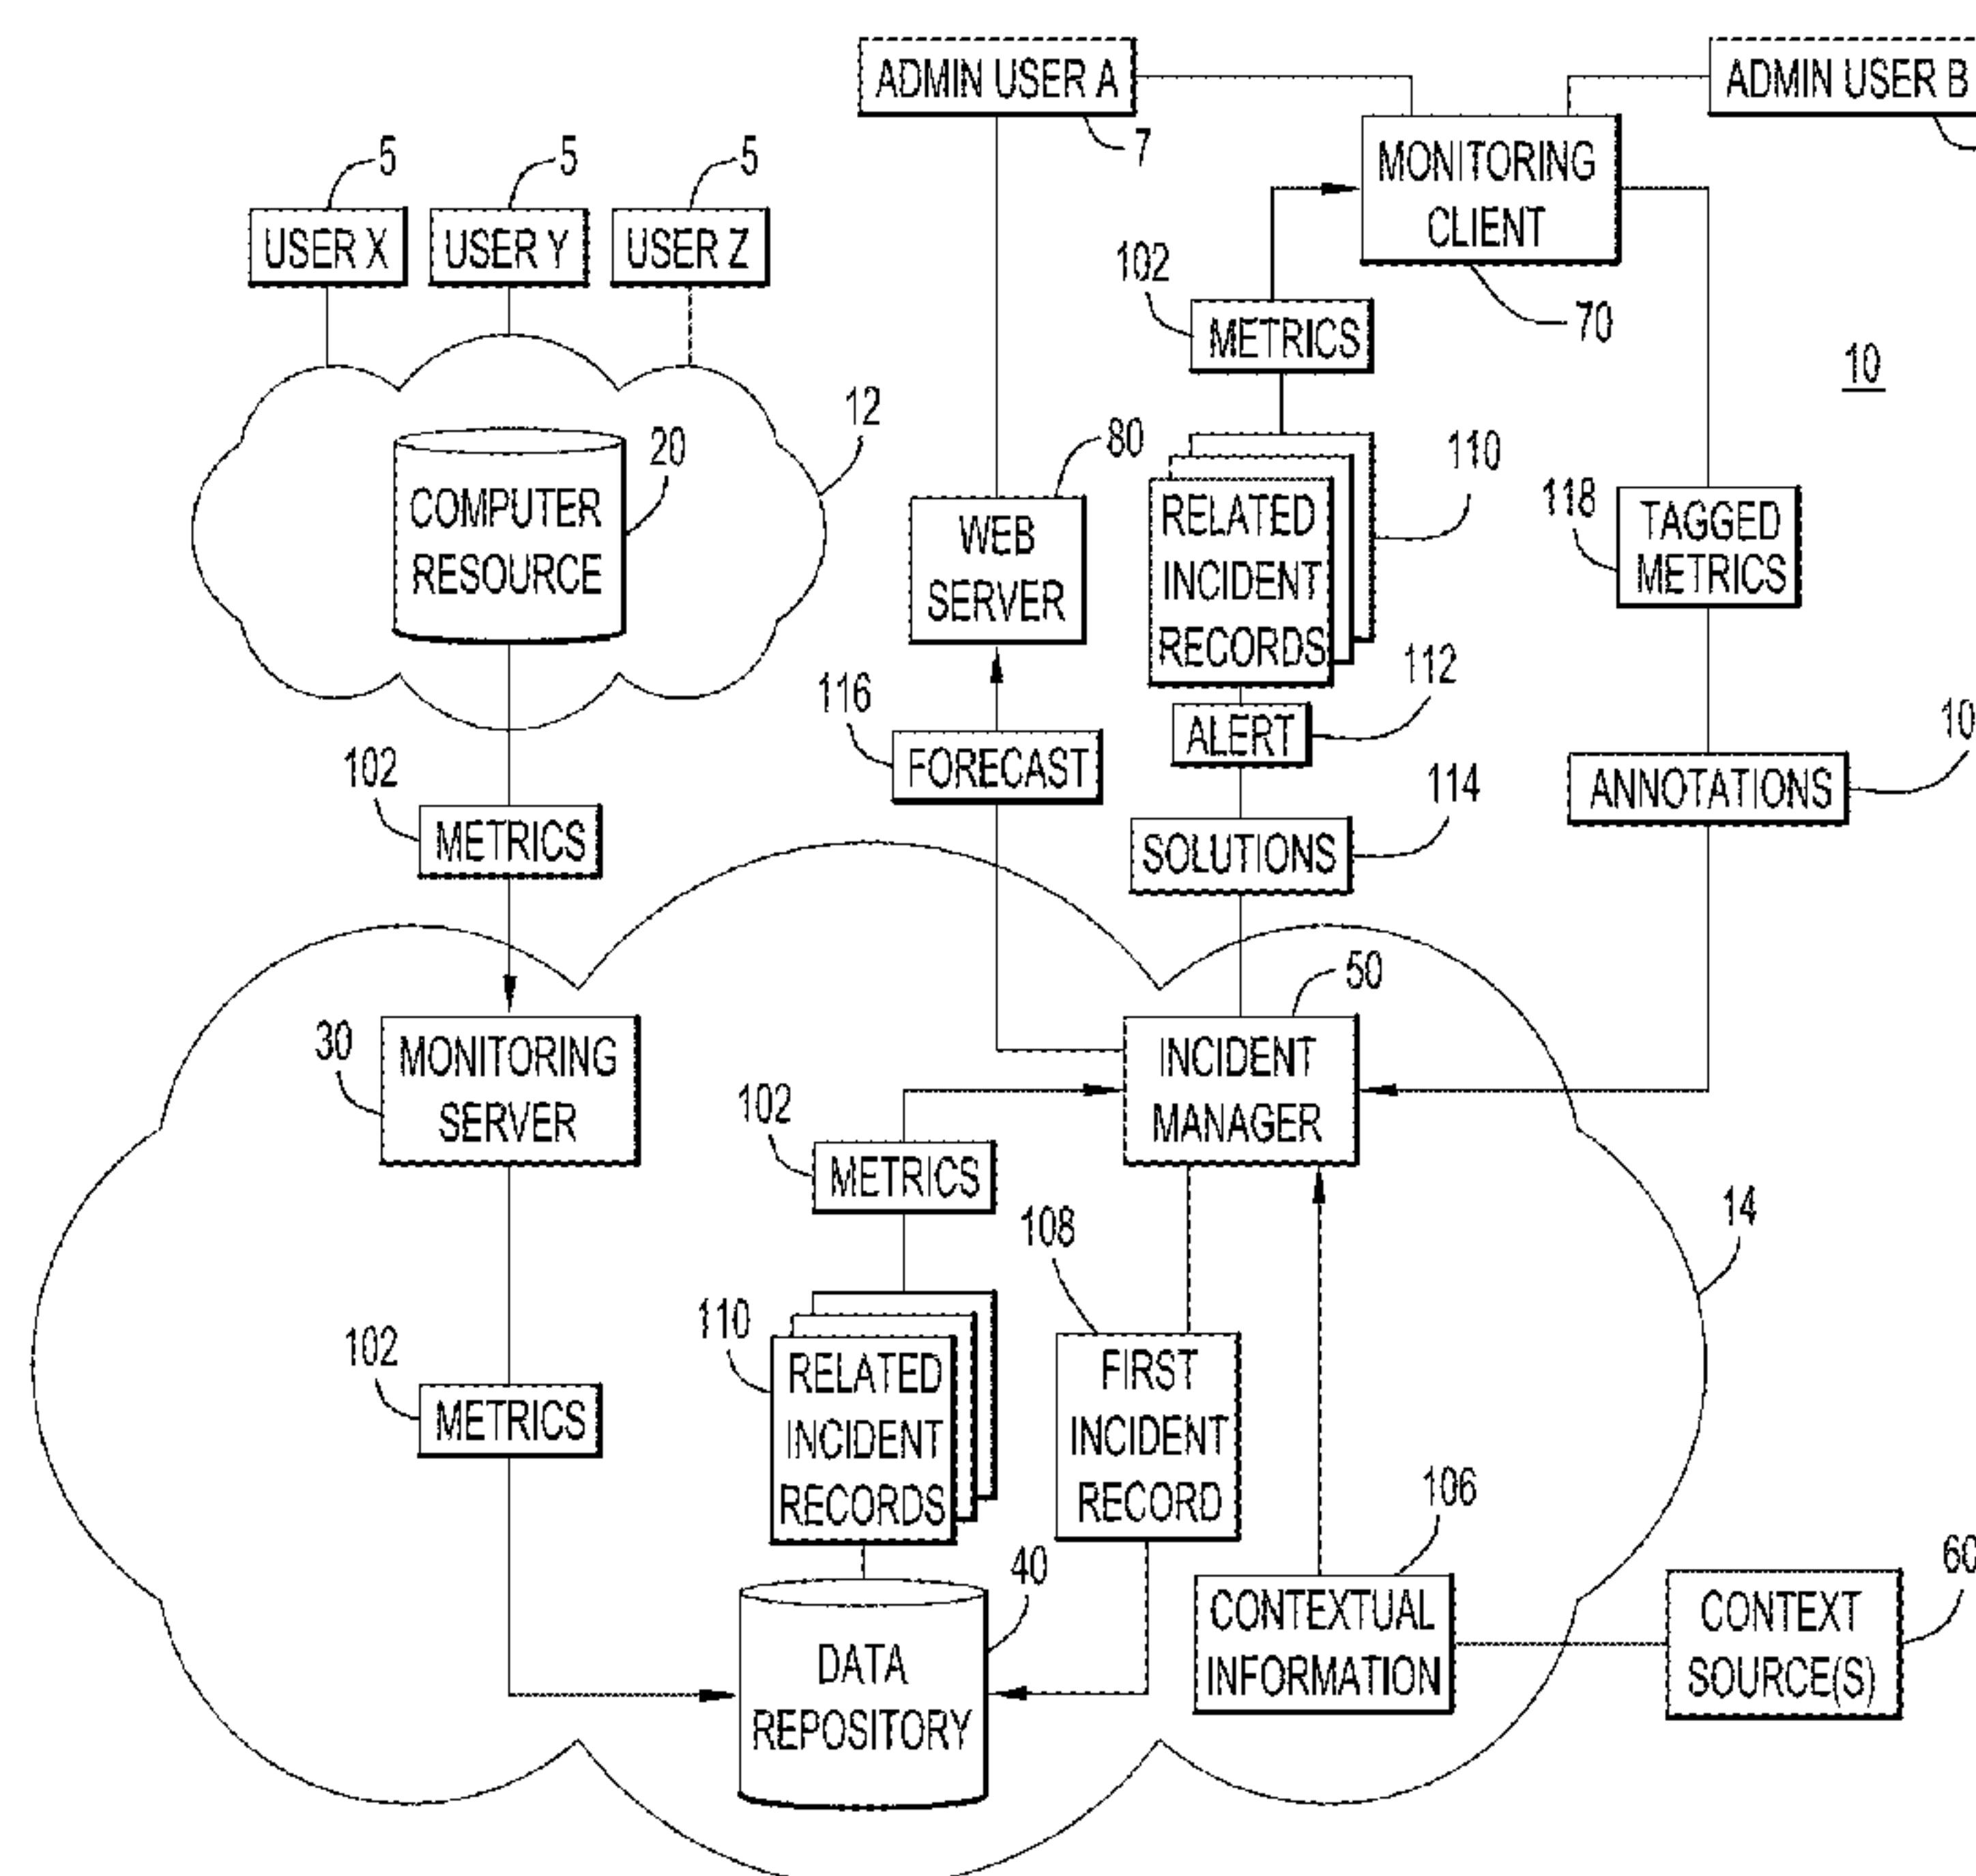 ADMIN USER A
ADMIN USER B
7
MONITORING
CLIENT
70
5
5
5
USER X
USER Y
USER Z
102
METRICS
10
12
COMPUTER
RESOURCE
20
80
WEB
SERVER
110
RELATED
INCIDENT
RECORDS
118
TAGGED
METRICS
112
ALERT
116
FORECAST
10
ANNOTATIONS
102
METRICS
114
SOLUTIONS
50
INCIDENT
MANAGER
30
MONITORING
SERVER
102
METRICS
14
108
FIRST
INCIDENT
RECORD
110
RELATED
INCIDENT
RECORDS
102
METRICS
106
CONTEXTUAL
INFORMATION
60
CONTEXT
SOURCE(S)
40
DATA
REPOSITORY